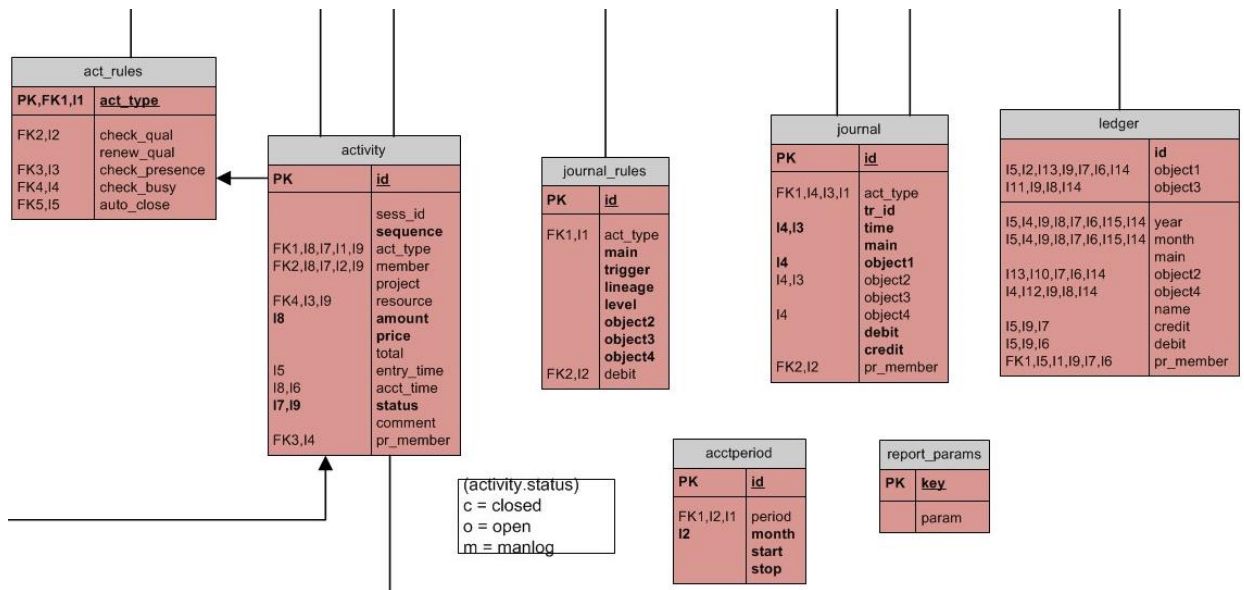 act_rules
PK,FK1,I1 act_type
FK2,I2 check_qual
renew_qual
FK3,I3 check_presence
FK4,I4 check_busy
FK5,I5 auto_close
activity
PK id
sess_id
sequence
FK1,I8,I7,I1,I9 act_type
FK2,I8,I7,I2,I9 member
project
FK4,I3,I9 resource
I8 amount
price
total
I5 entry_time
I8,I6 acct_time
I7,I9 status
comment
FK3,I4 pr_member
journal_rules
PK id
FK1,I1 act_type
main
trigger
lineage
level
object2
object3
object4
FK2,I2 debit
journal
PK id
FK1,I4,I3,I1 act_type
tr_id
I4,I3 time
main
I4 object1
I4,I3 object2
object3
I4 object4
debit
credit
FK2,I2 pr_member
ledger
id
I5,I2,I13,I9,I7,I6,I14 object1
I11,I9,I8,I14 object3
I5,I4,I9,I8,I7,I6,I15,I14 year
I5,I4,I9,I8,I7,I6,I15,I14 month
main
I13,I10,I7,I6,I14 object2
I4,I12,I9,I8,I14 object4
name
I5,I9,I7 credit
I5,I9,I6 debit
FK1,I5,I1,I9,I7,I6 pr_member
(activity.status)
c = closed
o = open
m = manlog
acctperiod
PK id
FK1,I2,I1 period
I2 month
start
stop
report_params
PK key
param